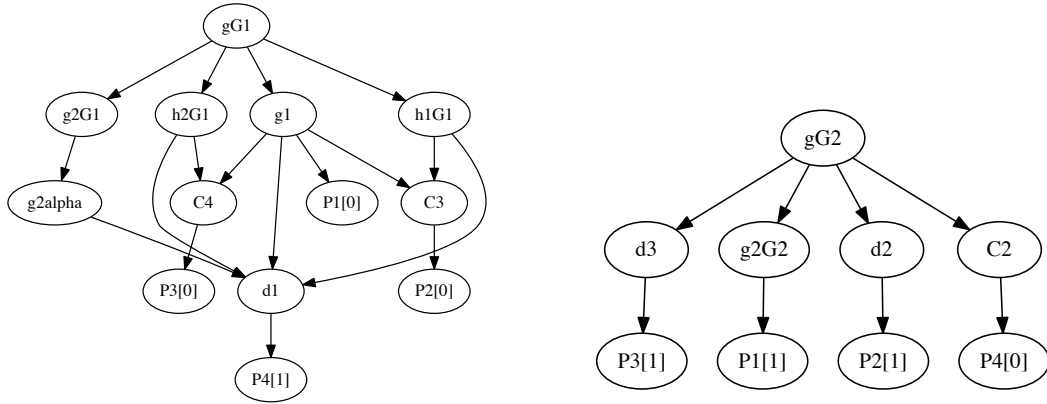 gG1
g2G1 h2G1 g1 h1G1
g2alpha C4 P1[0] C3
P3[0] d1 P2[0]
P4[1]
gG2
d3 g2G2 d2 C2
P3[1] P1[1] P2[1] P4[0]